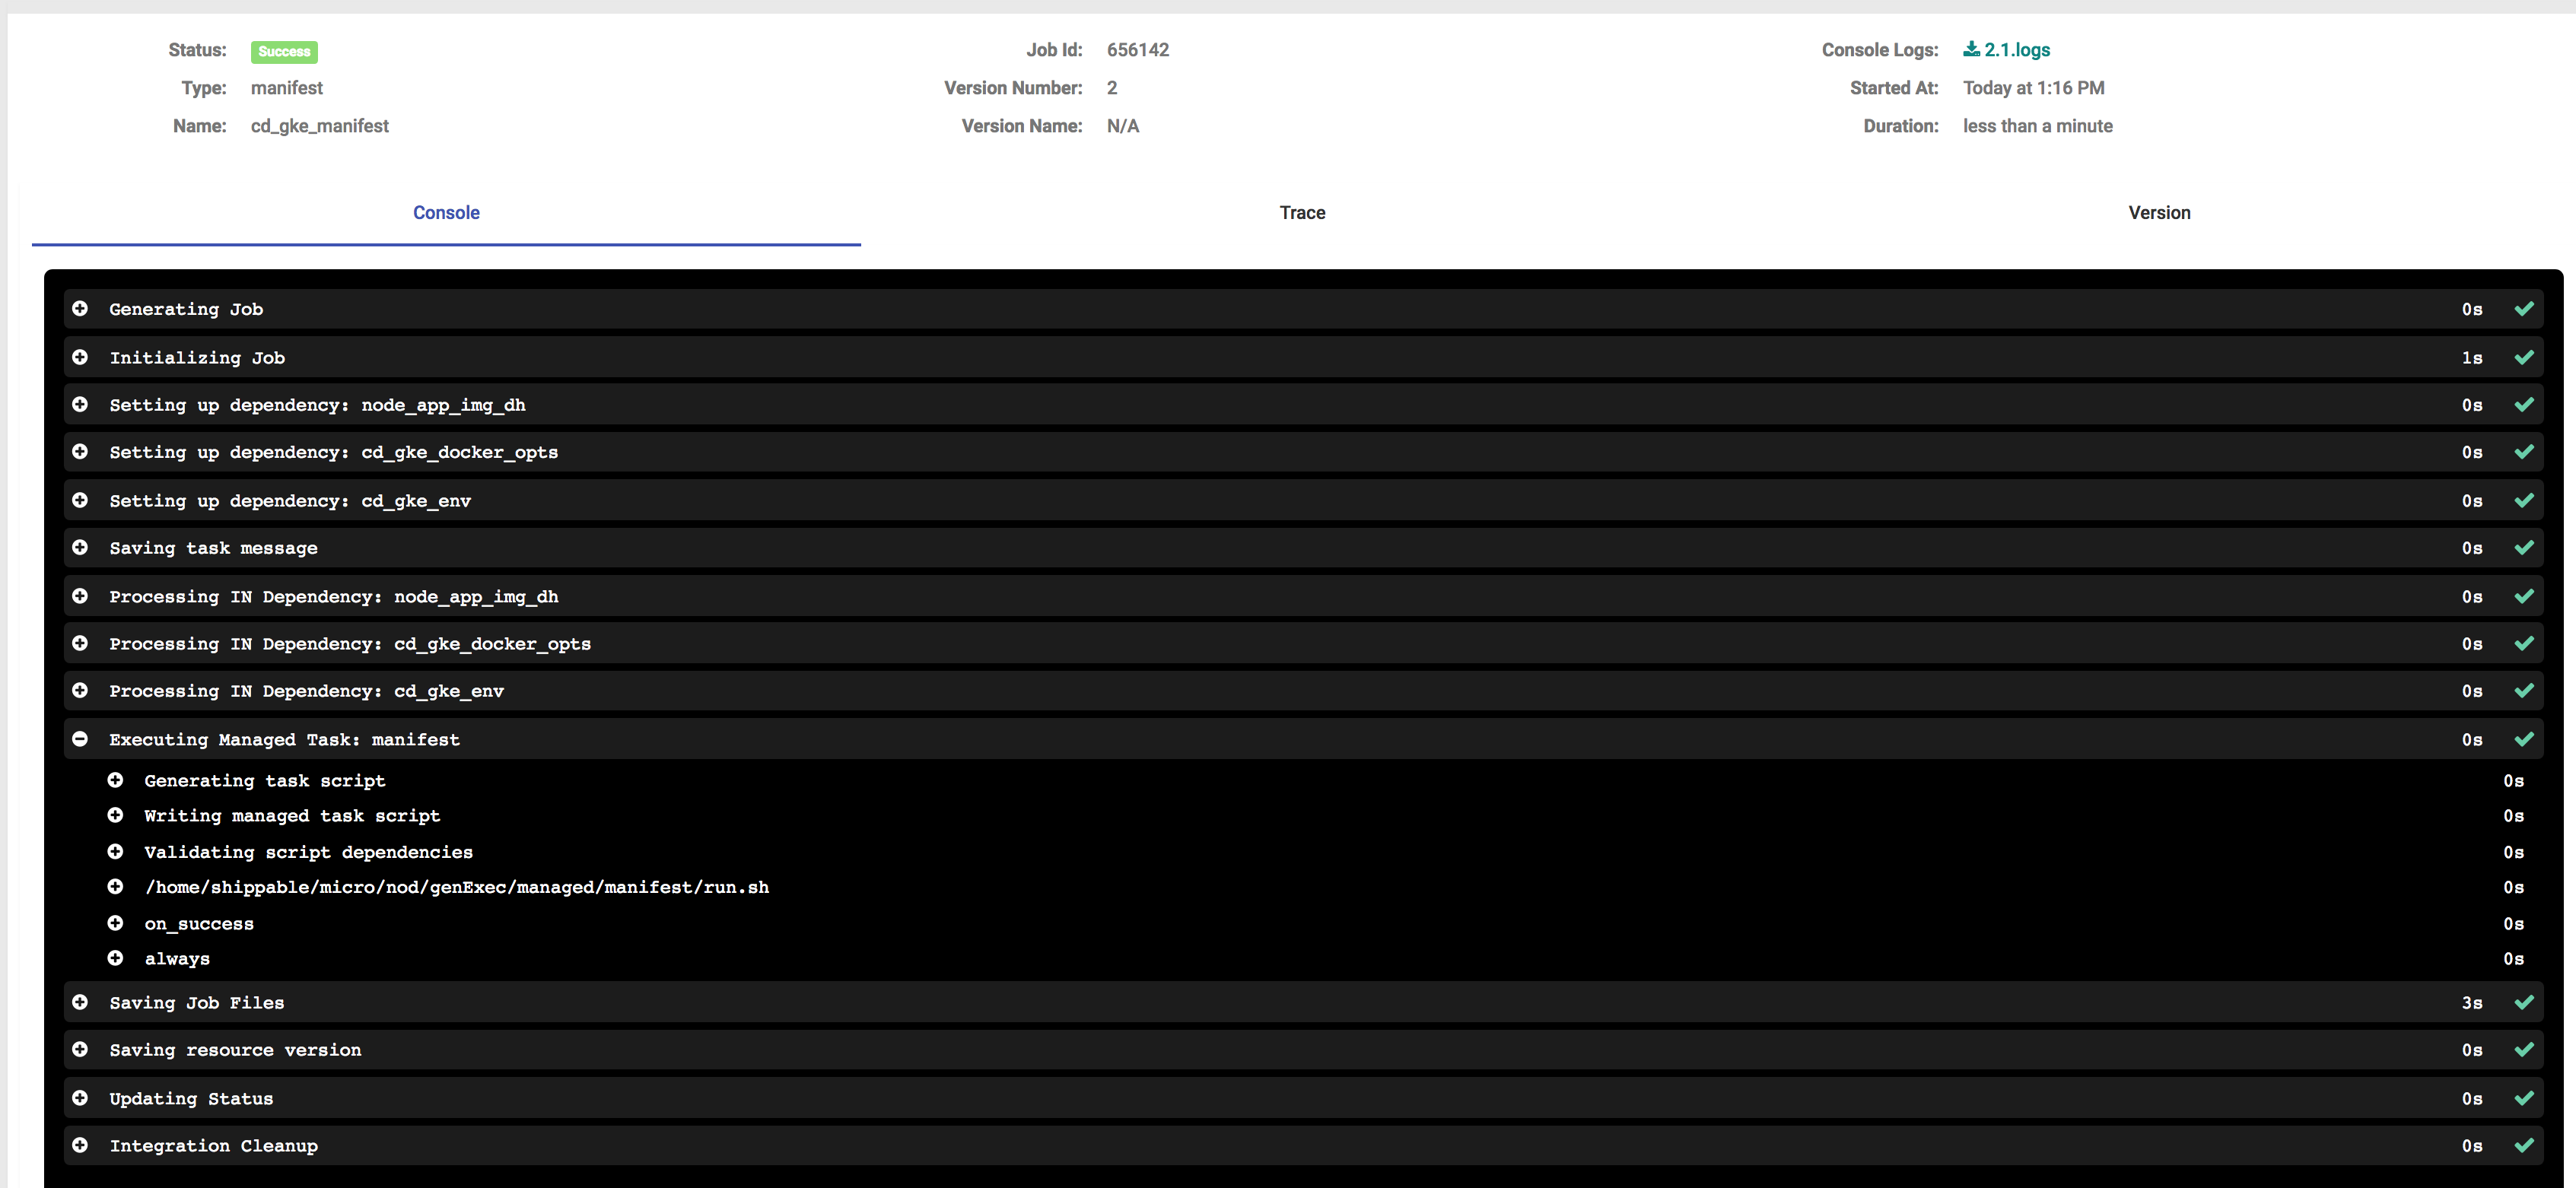 Status: Success Job Id: 656142 Console Logs: 2.1.logs
Type: manifest Version Number: 2 Started At: Today at 1:16 PM
Name: cd_gke_manifest Version Name: N/A Duration: less than a minute
Console Trace Version
Generating Job 0s
Initializing Job 1s
Setting up dependency: node_app_img_dh 0s
Setting up dependency: cd_gke_docker_opts 0s
Setting up dependency: cd_gke_env 0s
Saving task message 0s
Processing IN Dependency: node_app_img_dh 0s
Processing IN Dependency: cd_gke_docker_opts 0s
Processing IN Dependency: cd_gke_env 0s
Executing Managed Task: manifest 0s
Generating task script 0s
Writing managed task script 0s
Validating script dependencies 0s
/home/shippable/micro/nod/genExec/managed/manifest/run.sh 0s
on_success 0s
always 0s
Saving Job Files 3s
Saving resource version 0s
Updating Status 0s
Integration Cleanup 0s